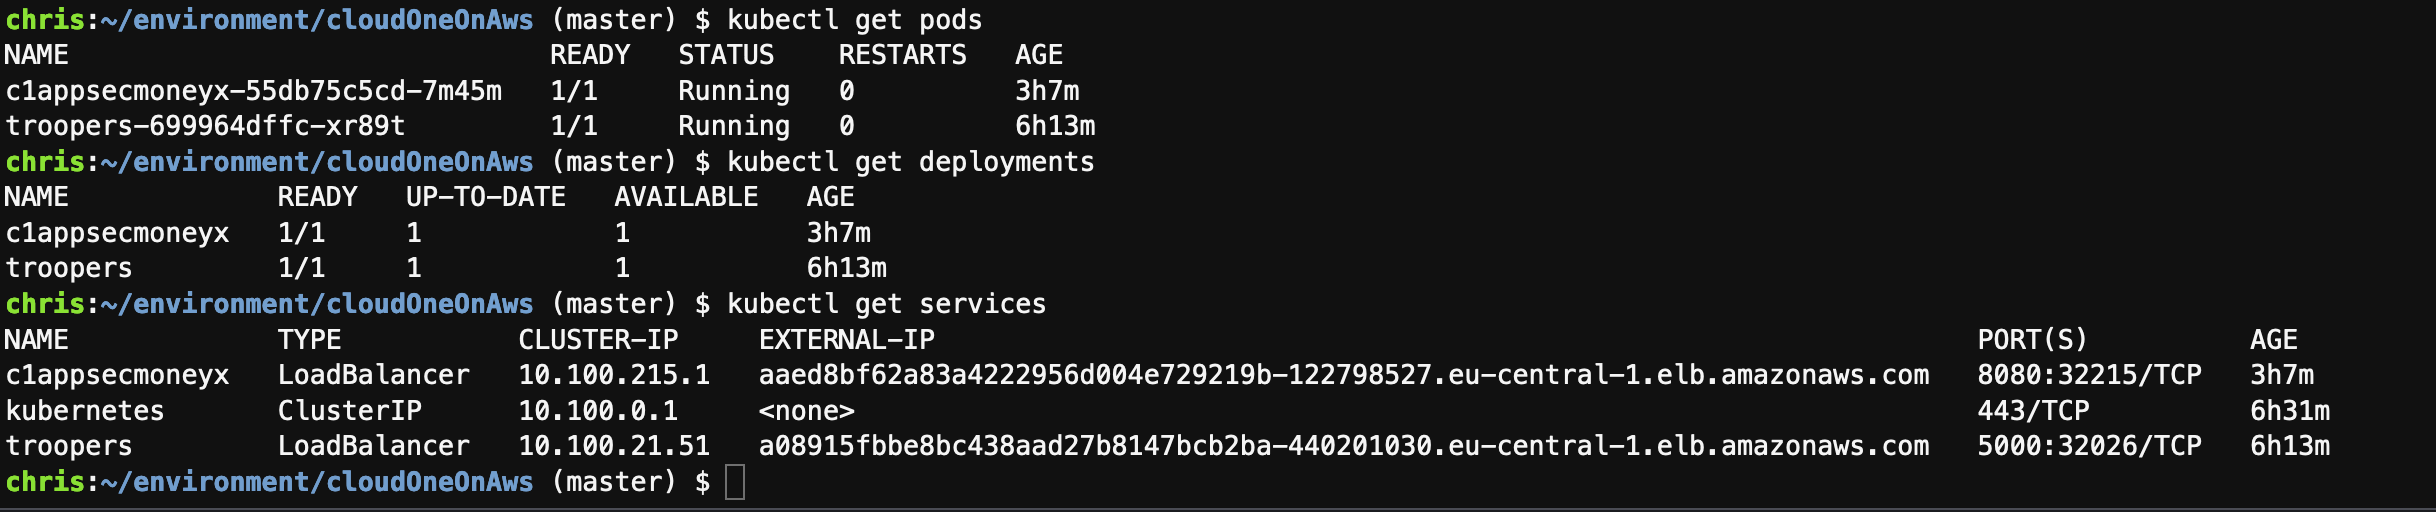 chris:~/environment/cloudOneOnAws (master) $ kubectl get pods
NAME READY STATUS RESTARTS AGE
c1appsecmoneyx-55db75c5cd-7m45m 1/1 Running 0 3h7m
troopers-699964dffc-xr89t 1/1 Running 0 6h13m
chris:~/environment/cloudOneOnAws (master) $ kubectl get deployments
NAME READY UP-TO-DATE AVAILABLE AGE
c1appsecmoneyx 1/1 1 1 3h7m
troopers 1/1 1 1 6h13m
chris:~/environment/cloudOneOnAws (master) $ kubectl get services
NAME TYPE CLUSTER-IP EXTERNAL-IP PORT(S) AGE
c1appsecmoneyx LoadBalancer 10.100.215.1 aaed8bf62a83a4222956d004e729219b-122798527.eu-central-1.elb.amazonaws.com 8080:32215/TCP 3h7m
kubernetes ClusterIP 10.100.0.1 <none> 443/TCP 6h31m
troopers LoadBalancer 10.100.21.51 a08915fbbe8bc438aad27b8147bcb2ba-440201030.eu-central-1.elb.amazonaws.com 5000:32026/TCP 6h13m
chris:~/environment/cloudOneOnAws (master) $